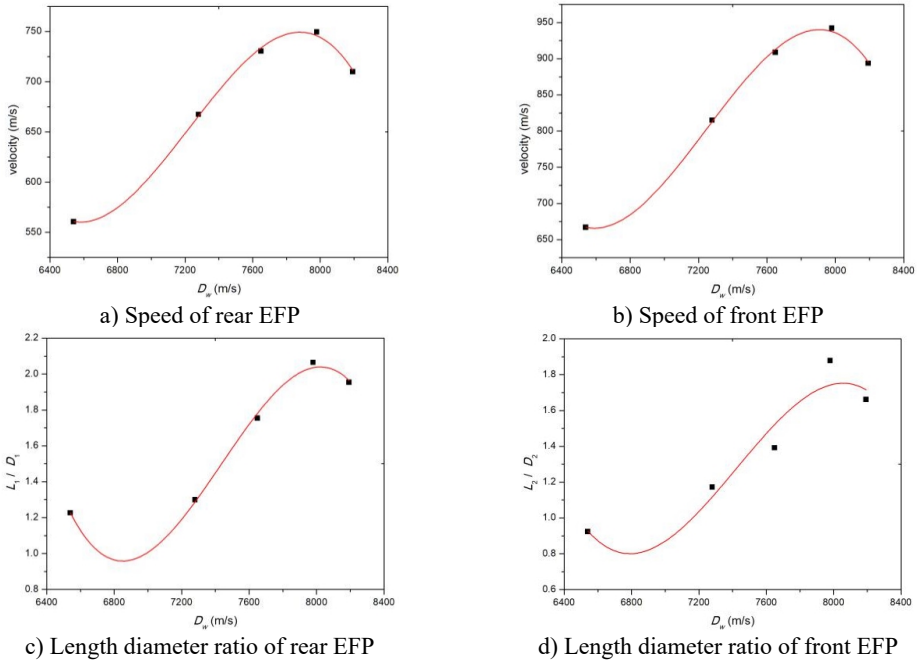 750
700
650
600
550
velocity (m/s)
6400 6800 7200 7600 8000 8400
D_w (m/s)
a) Speed of rear EFP
950
900
850
800
750
700
650
velocity (m/s)
6400 6800 7200 7600 8000 8400
D_w (m/s)
b) Speed of front EFP
2.2
2.0
1.8
1.6
1.4
1.2
1.0
0.8
L_1 / D_1
6400 6800 7200 7600 8000 8400
D_w (m/s)
c) Length diameter ratio of rear EFP
2.0
1.8
1.6
1.4
1.2
1.0
0.8
0.6
L_2 / D_2
6400 6800 7200 7600 8000 8400
D_w (m/s)
d) Length diameter ratio of front EFP